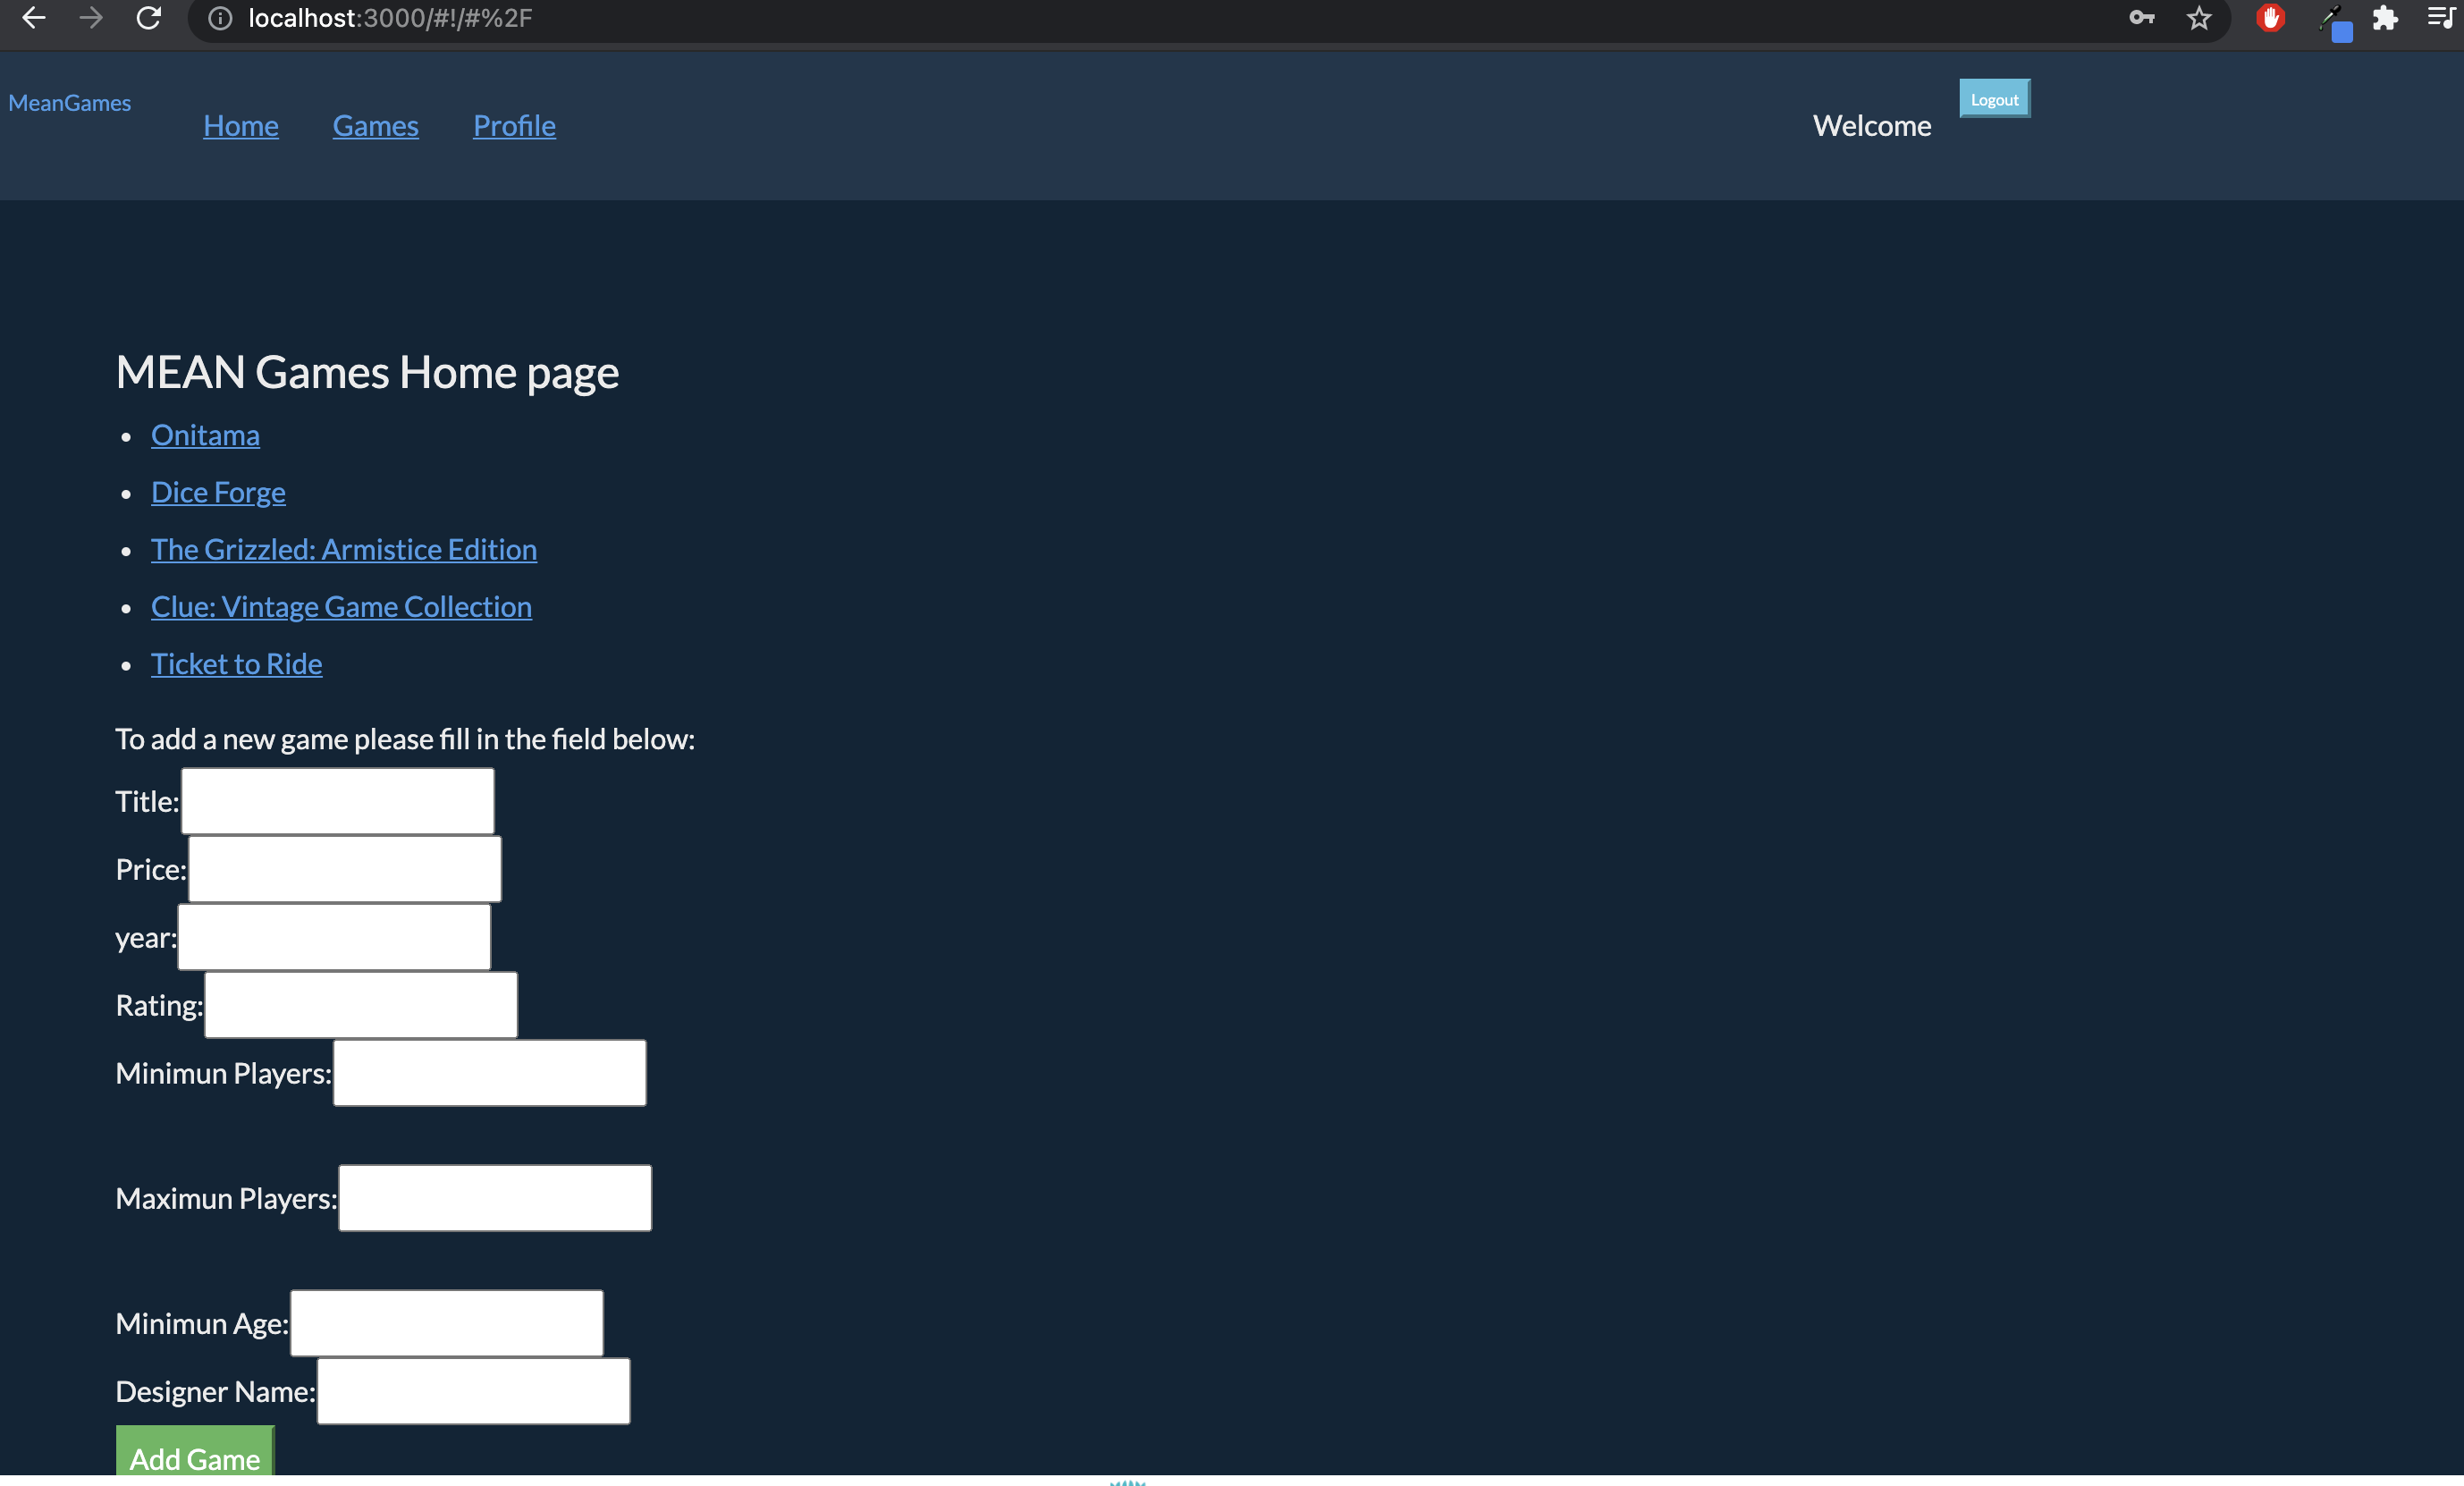 localhost:3000/#!/#%2F
MeanGames
Home Games Profile
Welcome
Logout
MEAN Games Home page
Onitama
Dice Forge
The Grizzled: Armistice Edition
Clue: Vintage Game Collection
Ticket to Ride
To add a new game please fill in the field below:
Title:
Price:
year:
Rating:
Minimun Players:
Maximun Players:
Minimun Age:
Designer Name:
Add Game